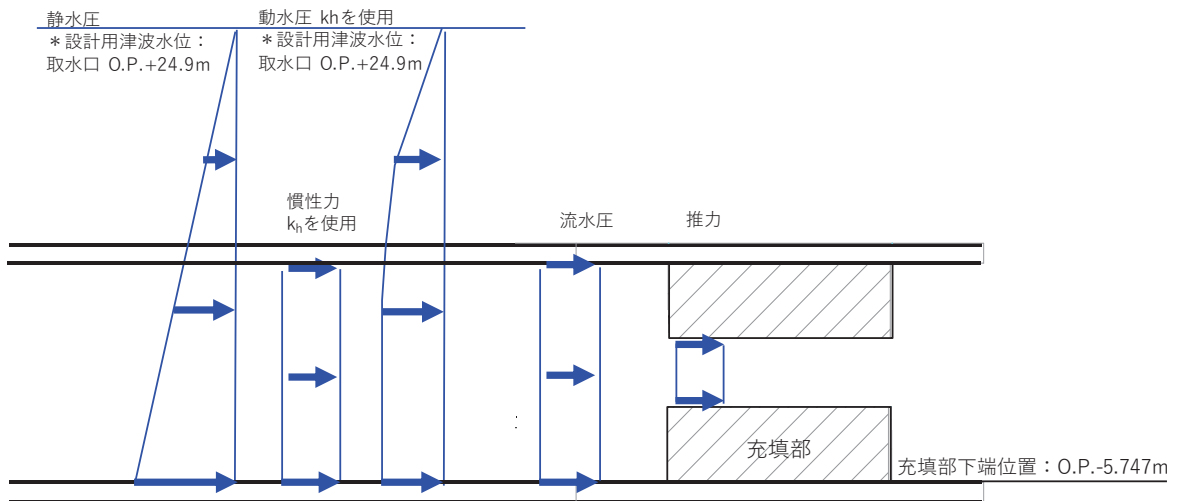 静水圧
＊設計用津波水位：
取水口 O.P.+24.9m
動水圧 khを使用
＊設計用津波水位：
取水口 O.P.+24.9m
慣性力
khを使用
流水圧
推力
充填部
充填部下端位置：O.P.-5.747m